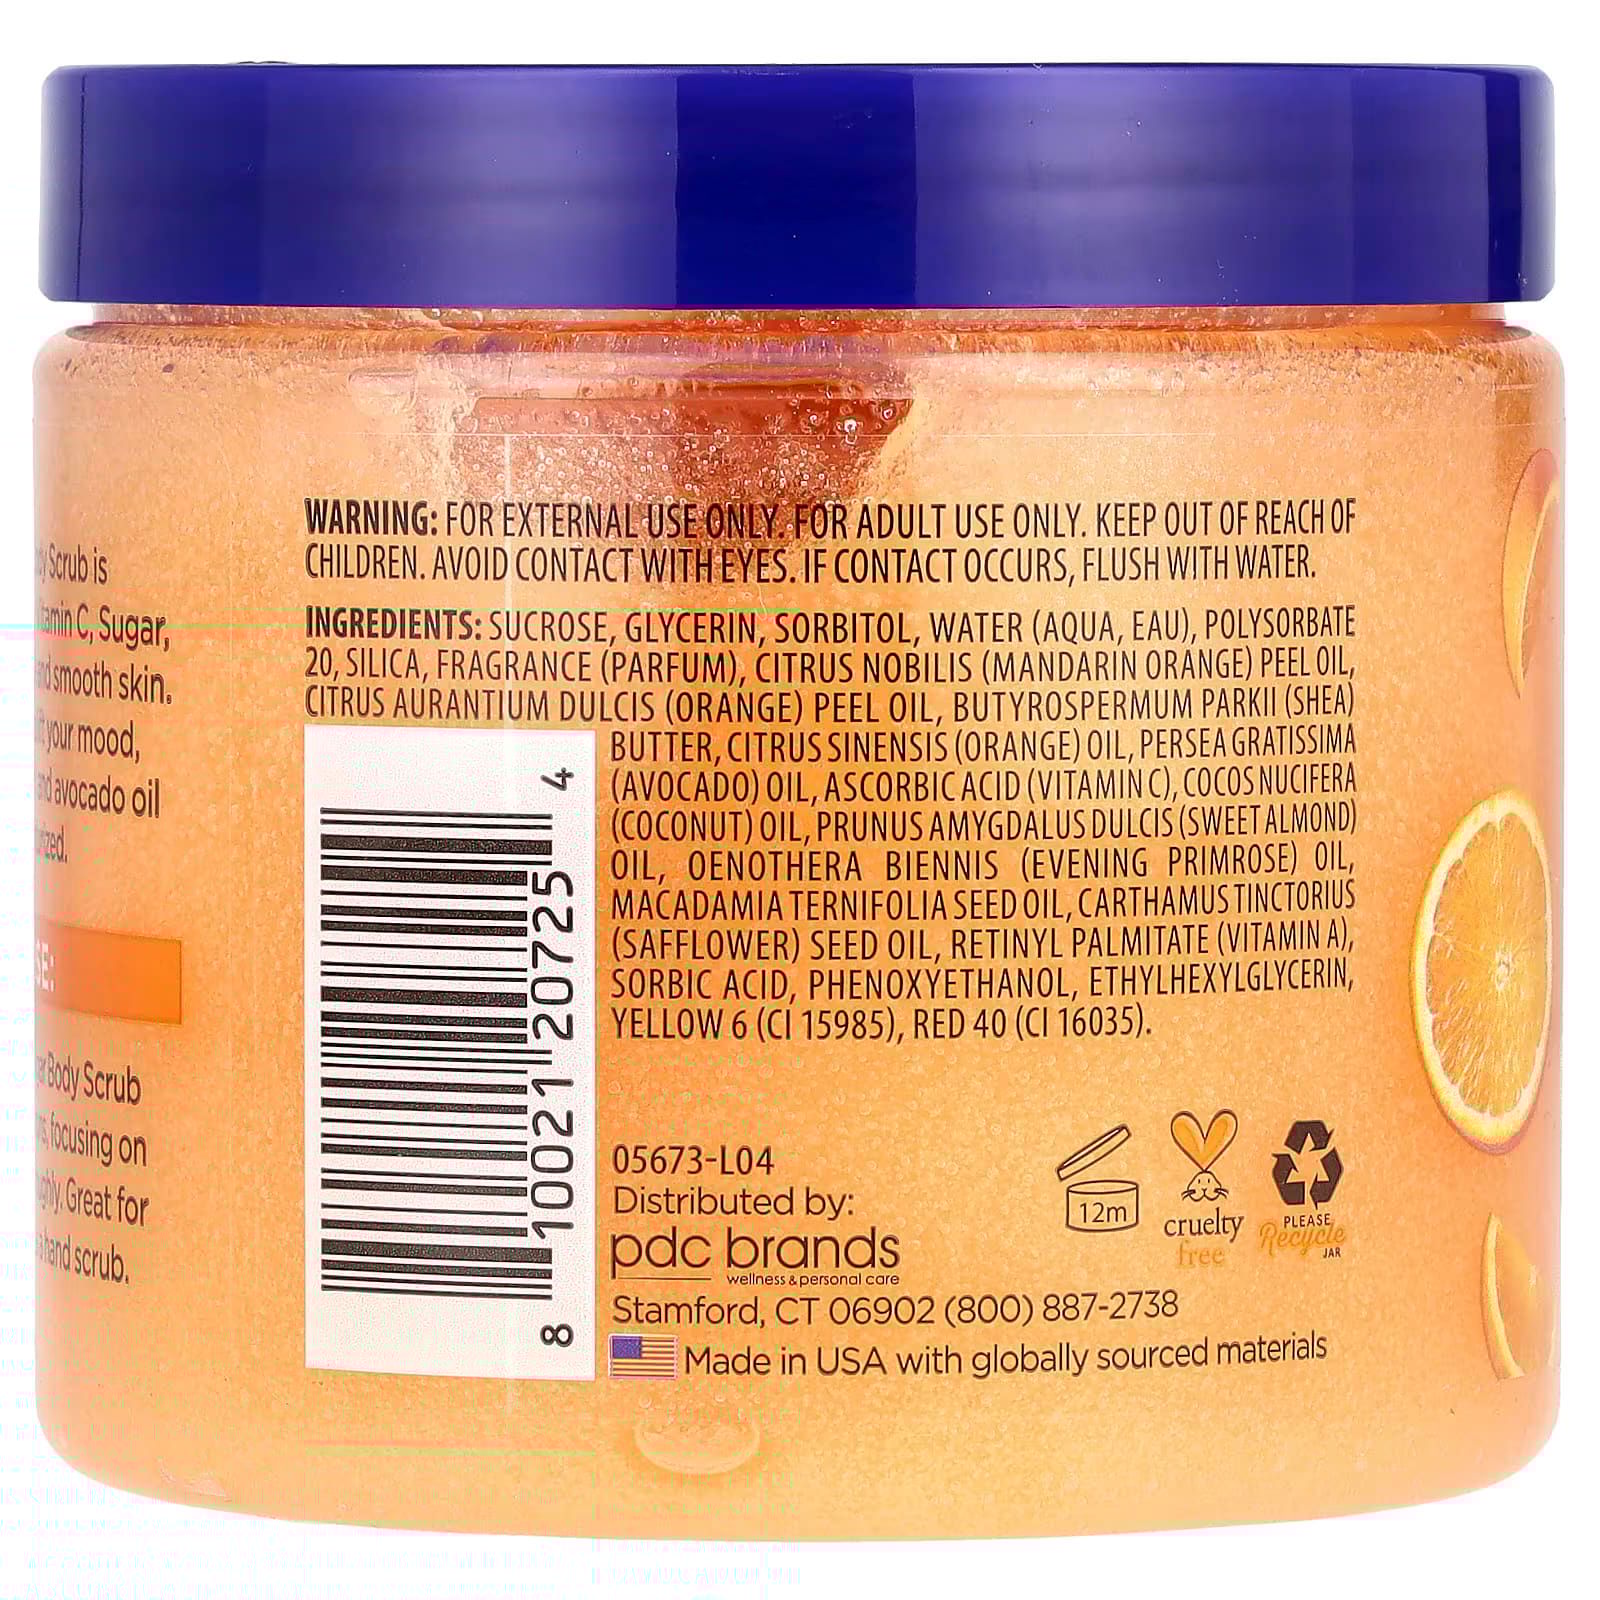 Scrub is
C, Sugar,
smooth skin.
your mood,
avocado oil
WARNING: FOR EXTERNAL USE ONLY. FOR ADULT USE ONLY. KEEP OUT OF REACH OF
CHILDREN. AVOID CONTACT WITH EYES. IF CONTACT OCCURS, FLUSH WITH WATER.
INGREDIENTS: SUCROSE, GLYCERIN, SORBITOL, WATER (AQUA, EAU), POLYSORBATE
20, SILICA, FRAGRANCE (PARFUM), CITRUS NOBILIS (MANDARIN ORANGE) PEEL OIL,
CITRUS AURANTIUM DULCIS (ORANGE) PEEL OIL, BUTYROSPERMUM PARKII (SHEA)
BUTTER, CITRUS SINENSIS (ORANGE) OIL, PERSEA GRATISSIMA
(AVOCADO) OIL, ASCORBIC ACID (VITAMIN C), COCOS NUCIFERA
(COCONUT) OIL, PRUNUS AMYGDALUS DULCIS (SWEET ALMOND)
OIL, OENOTHERA BIENNIS (EVENING PRIMROSE) OIL,
MACADAMIA TERNIFOLIA SEED OIL, CARTHAMUS TINCTORIUS
(SAFFLOWER) SEED OIL, RETINYL PALMITATE (VITAMIN A),
SORBIC ACID, PHENOXYETHANOL, ETHYLHEXYLGLYCERIN,
YELLOW 6 (CI 15985), RED 40 (CI 16035).
8 10021 20725 4
Body Scrub
focusing on
Great for
hand scrub.
05673-L04
Distributed by:
pdc brands
wellness & personal care
Stamford, CT 06902 (800) 887-2738
Made in USA with globally sourced materials
12m
cruelty
free
PLEASE
Recycle
JAR